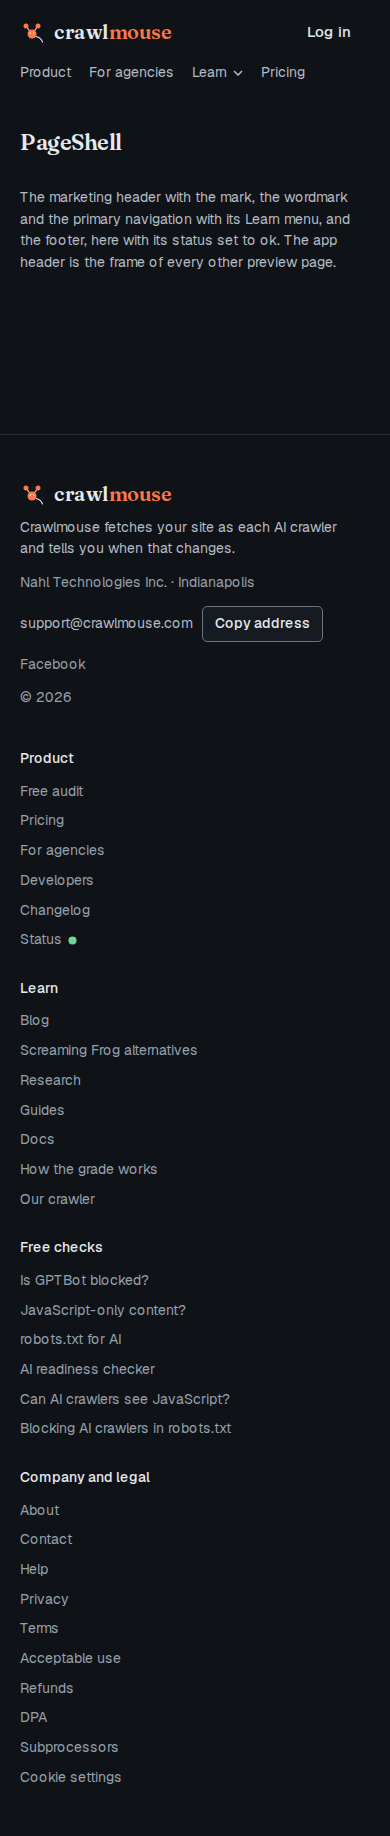 crawlmouse
Log in
Product For agencies Learn Pricing
PageShell
The marketing header with the mark, the wordmark
and the primary navigation with its Learn menu, and
the footer, here with its status set to ok. The app
header is the frame of every other preview page.
crawlmouse
Crawlmouse fetches your site as each AI crawler
and tells you when that changes.
Nahl Technologies Inc. · Indianapolis
support@crawlmouse.com Copy address
Facebook
© 2026
Product
Free audit
Pricing
For agencies
Developers
Changelog
Status
Learn
Blog
Screaming Frog alternatives
Research
Guides
Docs
How the grade works
Our crawler
Free checks
Is GPTBot blocked?
JavaScript-only content?
robots.txt for AI
AI readiness checker
Can AI crawlers see JavaScript?
Blocking AI crawlers in robots.txt
Company and legal
About
Contact
Help
Privacy
Terms
Acceptable use
Refunds
DPA
Subprocessors
Cookie settings